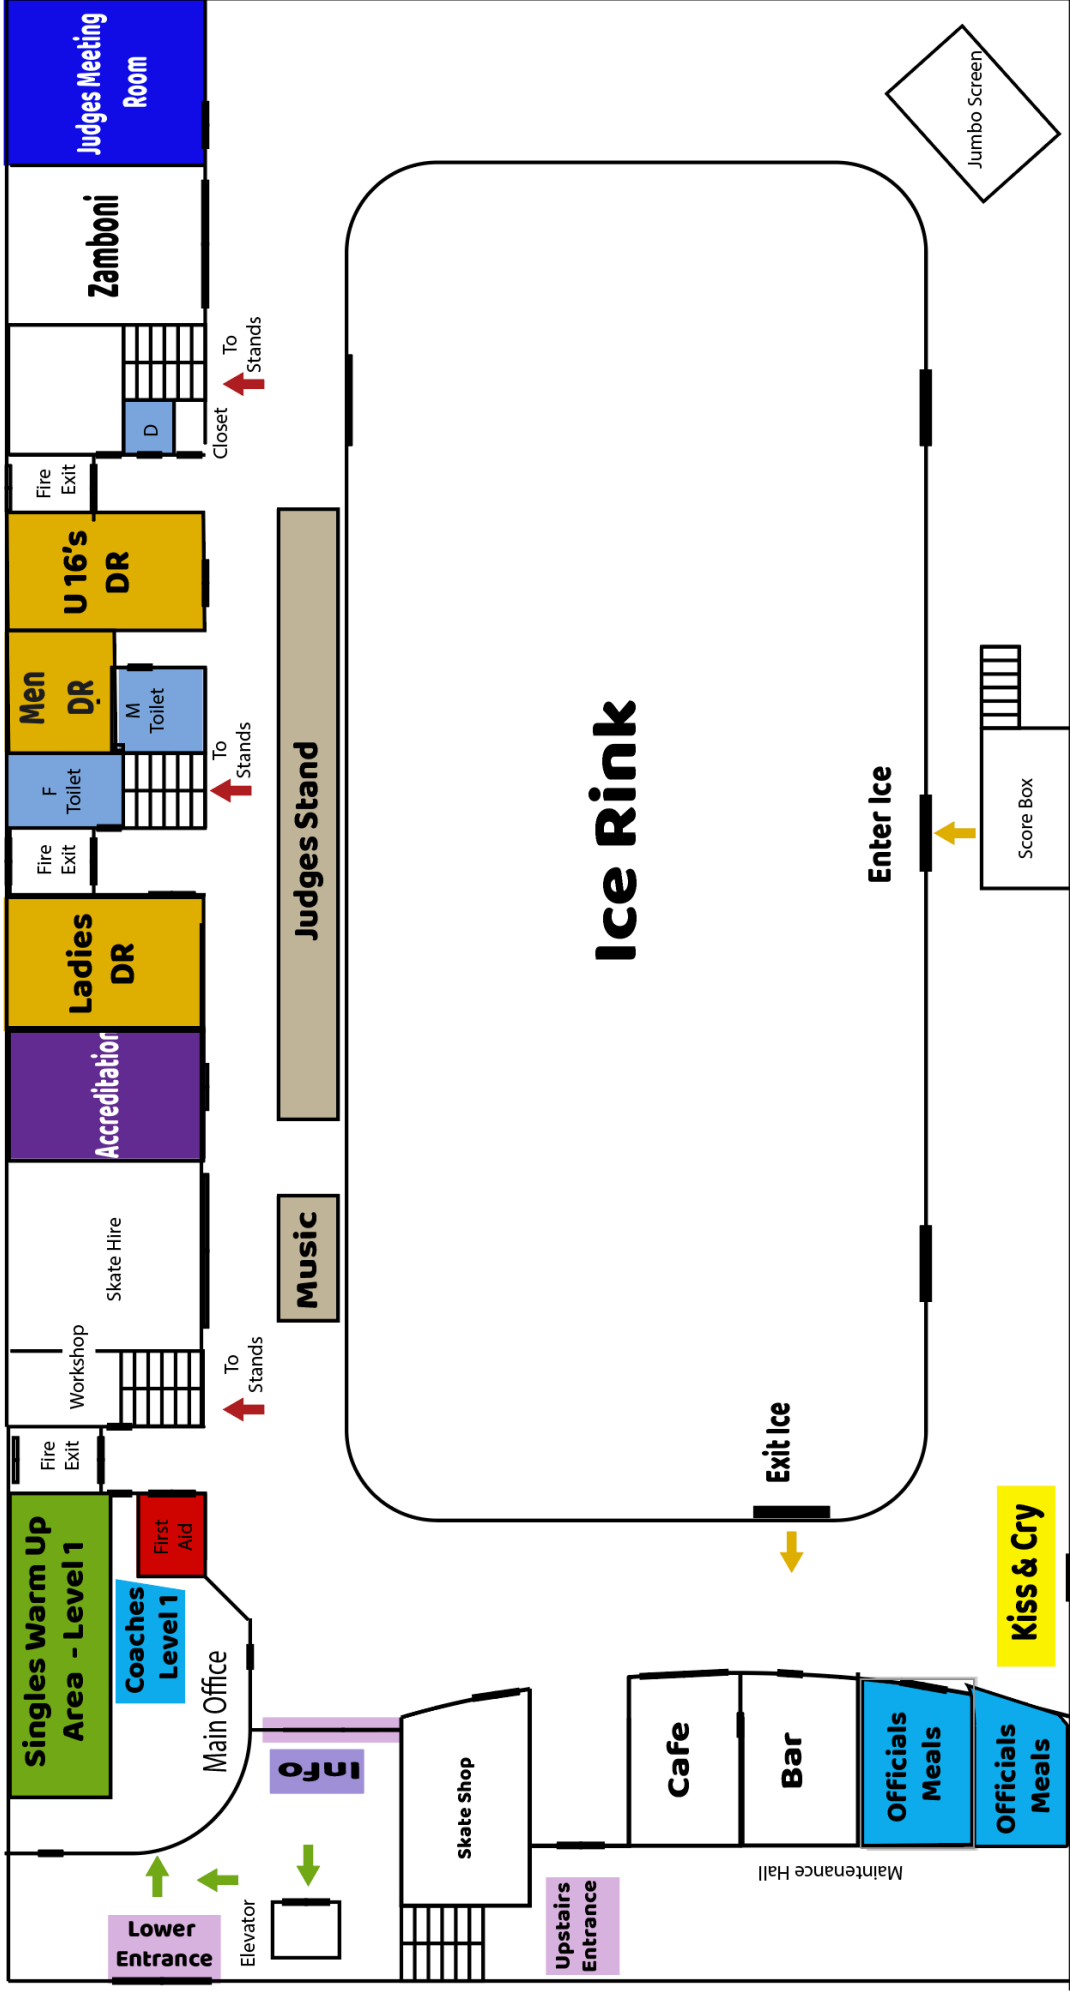 Judges Meeting
Room
Zamboni
To
Stands
D
Closet
Fire
Exit
U 16's
DR
Men
DR
M
Toilet
F
Toilet
To
Stands
Fire
Exit
Ladies
DR
Accreditation
Skate Hire
Workshop
To
Stands
Fire
Exit
First
Aid
Singles Warm Up
Area - Level 1
Coaches
Level 1
Main Office
Info
Lower
Entrance
Elevator
Skate Shop
Upstairs
Entrance
Cafe
Bar
Maintenance Hall
Officials
Meals
Officials
Meals
Kiss & Cry
Exit Ice
Music
Judges Stand
Ice Rink
Enter Ice
Score Box
Jumbo Screen